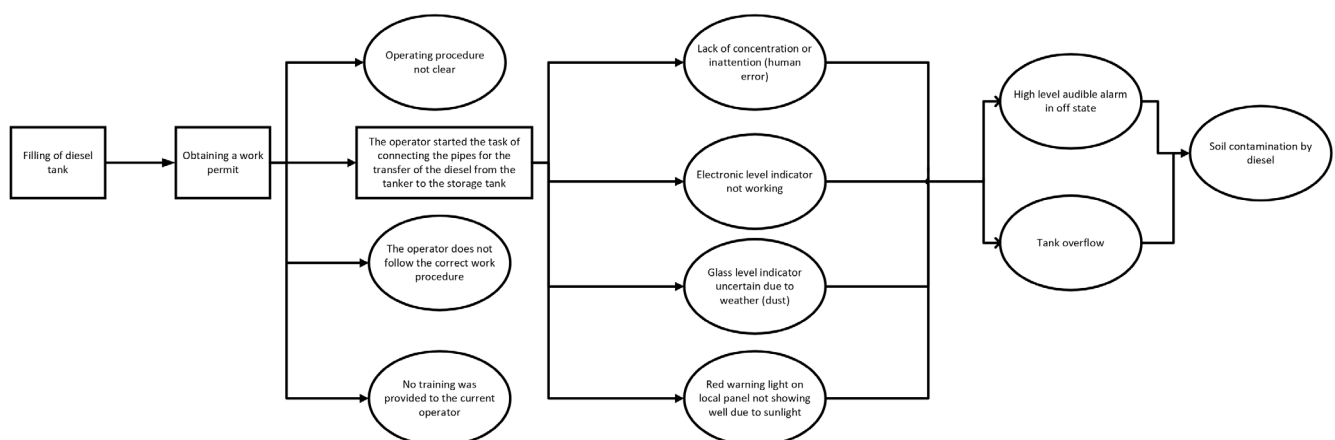 Filling of diesel
tank
Obtaining a work
permit
Operating procedure
not clear
The operator started the task of
connecting the pipes for the
transfer of the diesel from the
tanker to the storage tank
The operator does not
follow the correct work
procedure
No training was
provided to the current
operator
Lack of concentration or
inattention (human
error)
Electronic level indicator
not working
Glass level indicator
uncertain due to
weather (dust)
Red warning light on
local panel not showing
well due to sunlight
High level audible alarm
in off state
Tank overflow
Soil contamination by
diesel